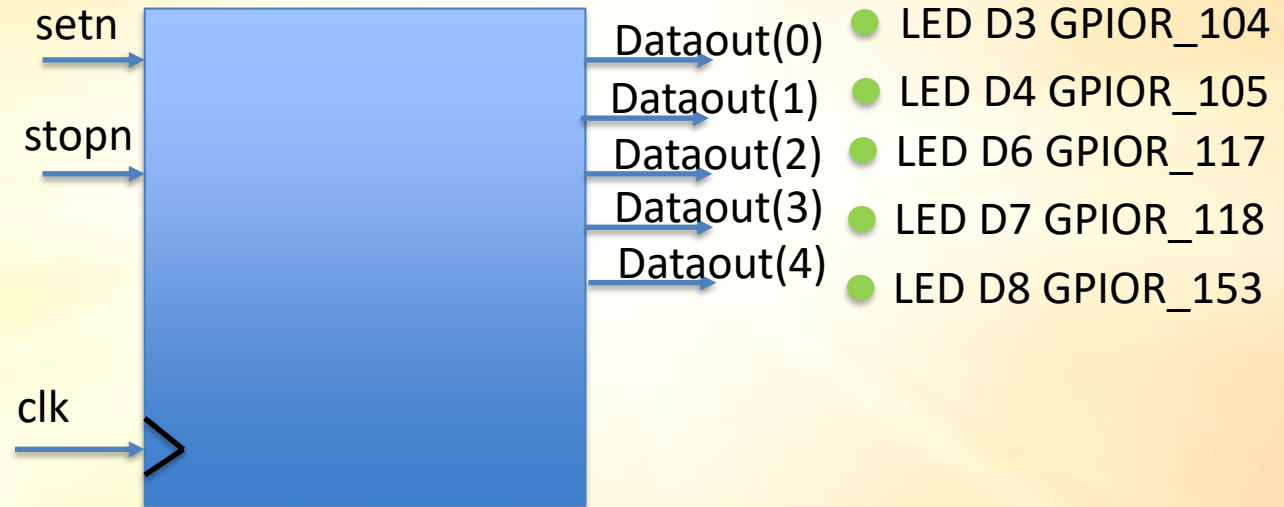 setn
Dataout(0) LED D3 GPIOR_104
Dataout(1) LED D4 GPIOR_105
stopn
Dataout(2) LED D6 GPIOR_117
Dataout(3) LED D7 GPIOR_118
Dataout(4) LED D8 GPIOR_153
clk